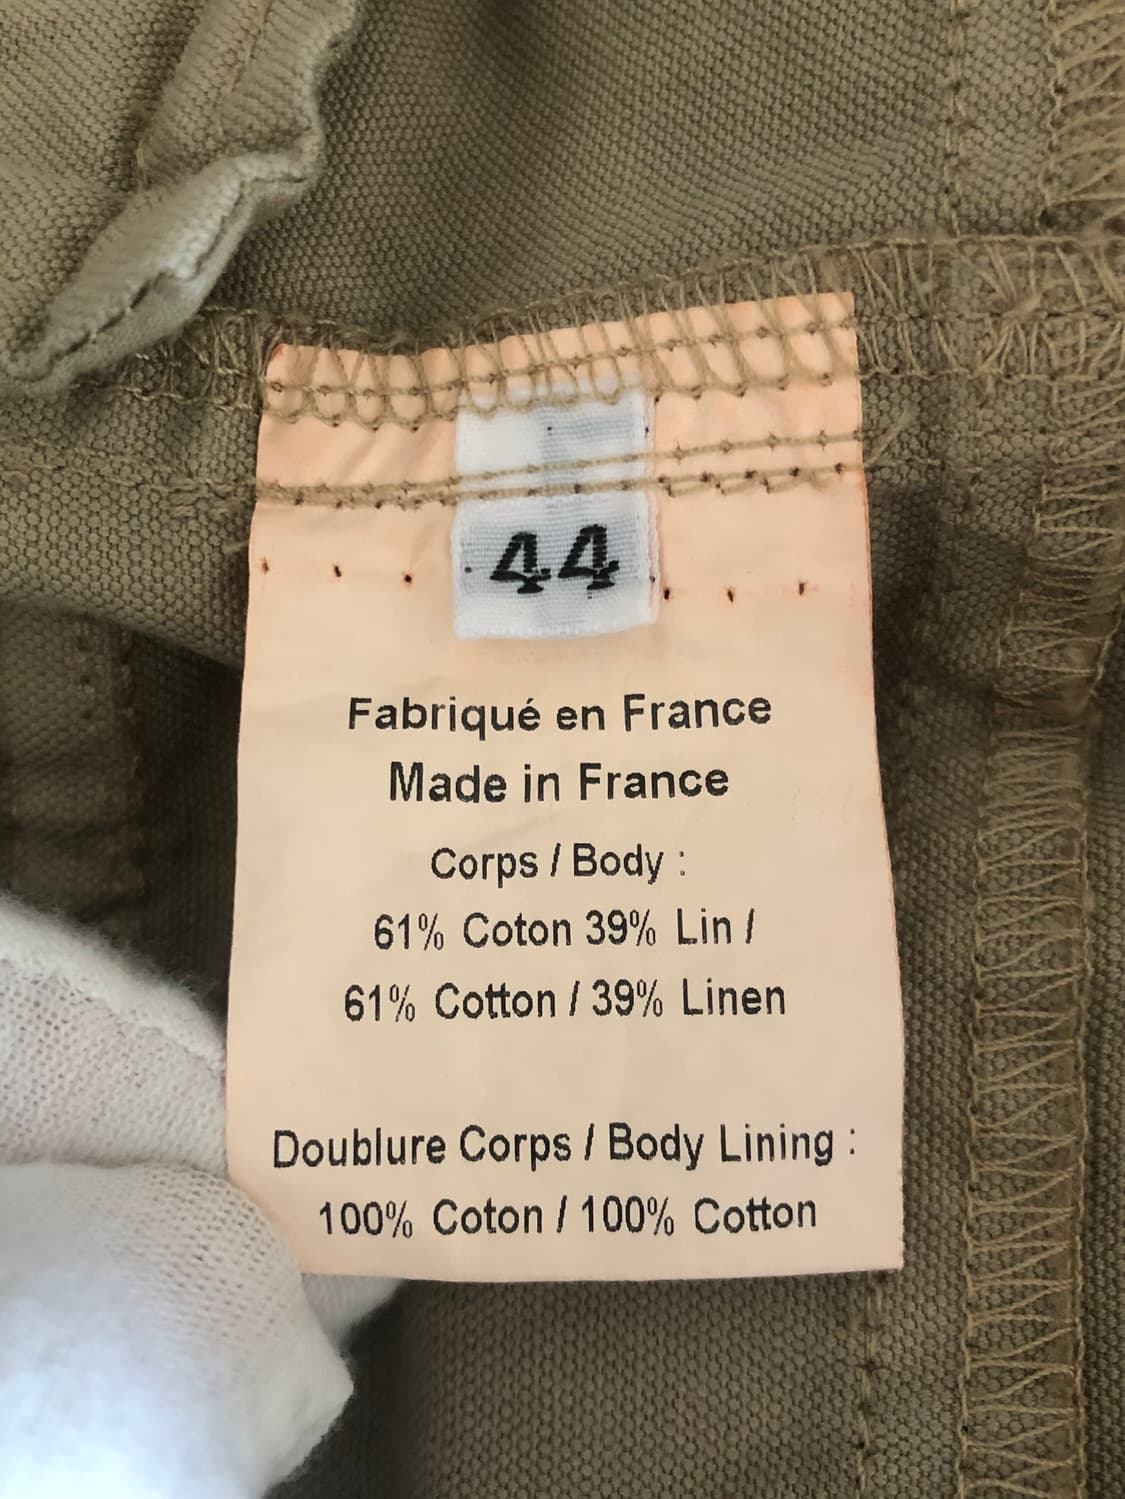 44
Fabriqué en France
Made in France
Corps / Body :
61% Coton 39% Lin /
61% Cotton / 39% Linen
Doublure Corps / Body Lining :
100% Coton / 100% Cotton